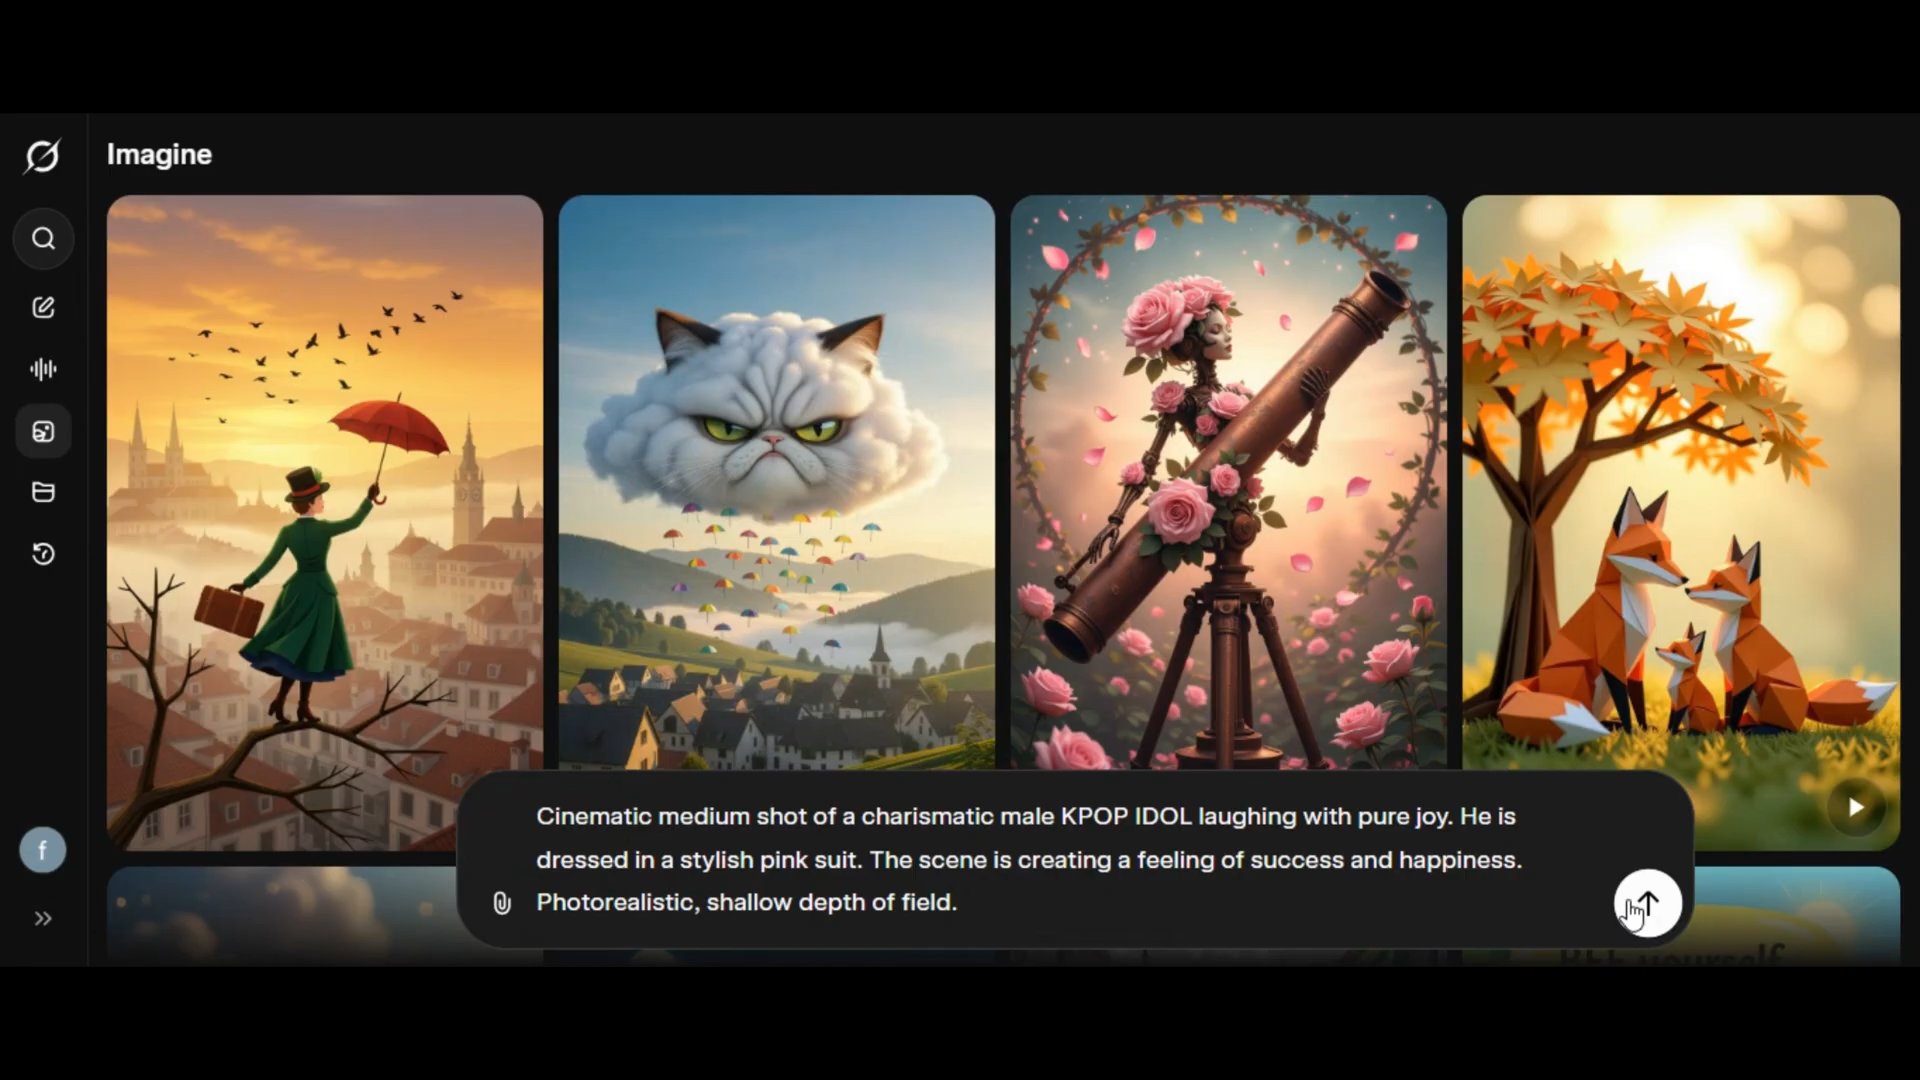 Imagine
Cinematic medium shot of a charismatic male KPOP IDOL laughing with pure joy. He is
dressed in a stylish pink suit. The scene is creating a feeling of success and happiness.
Photorealistic, shallow depth of field.
f
yourself